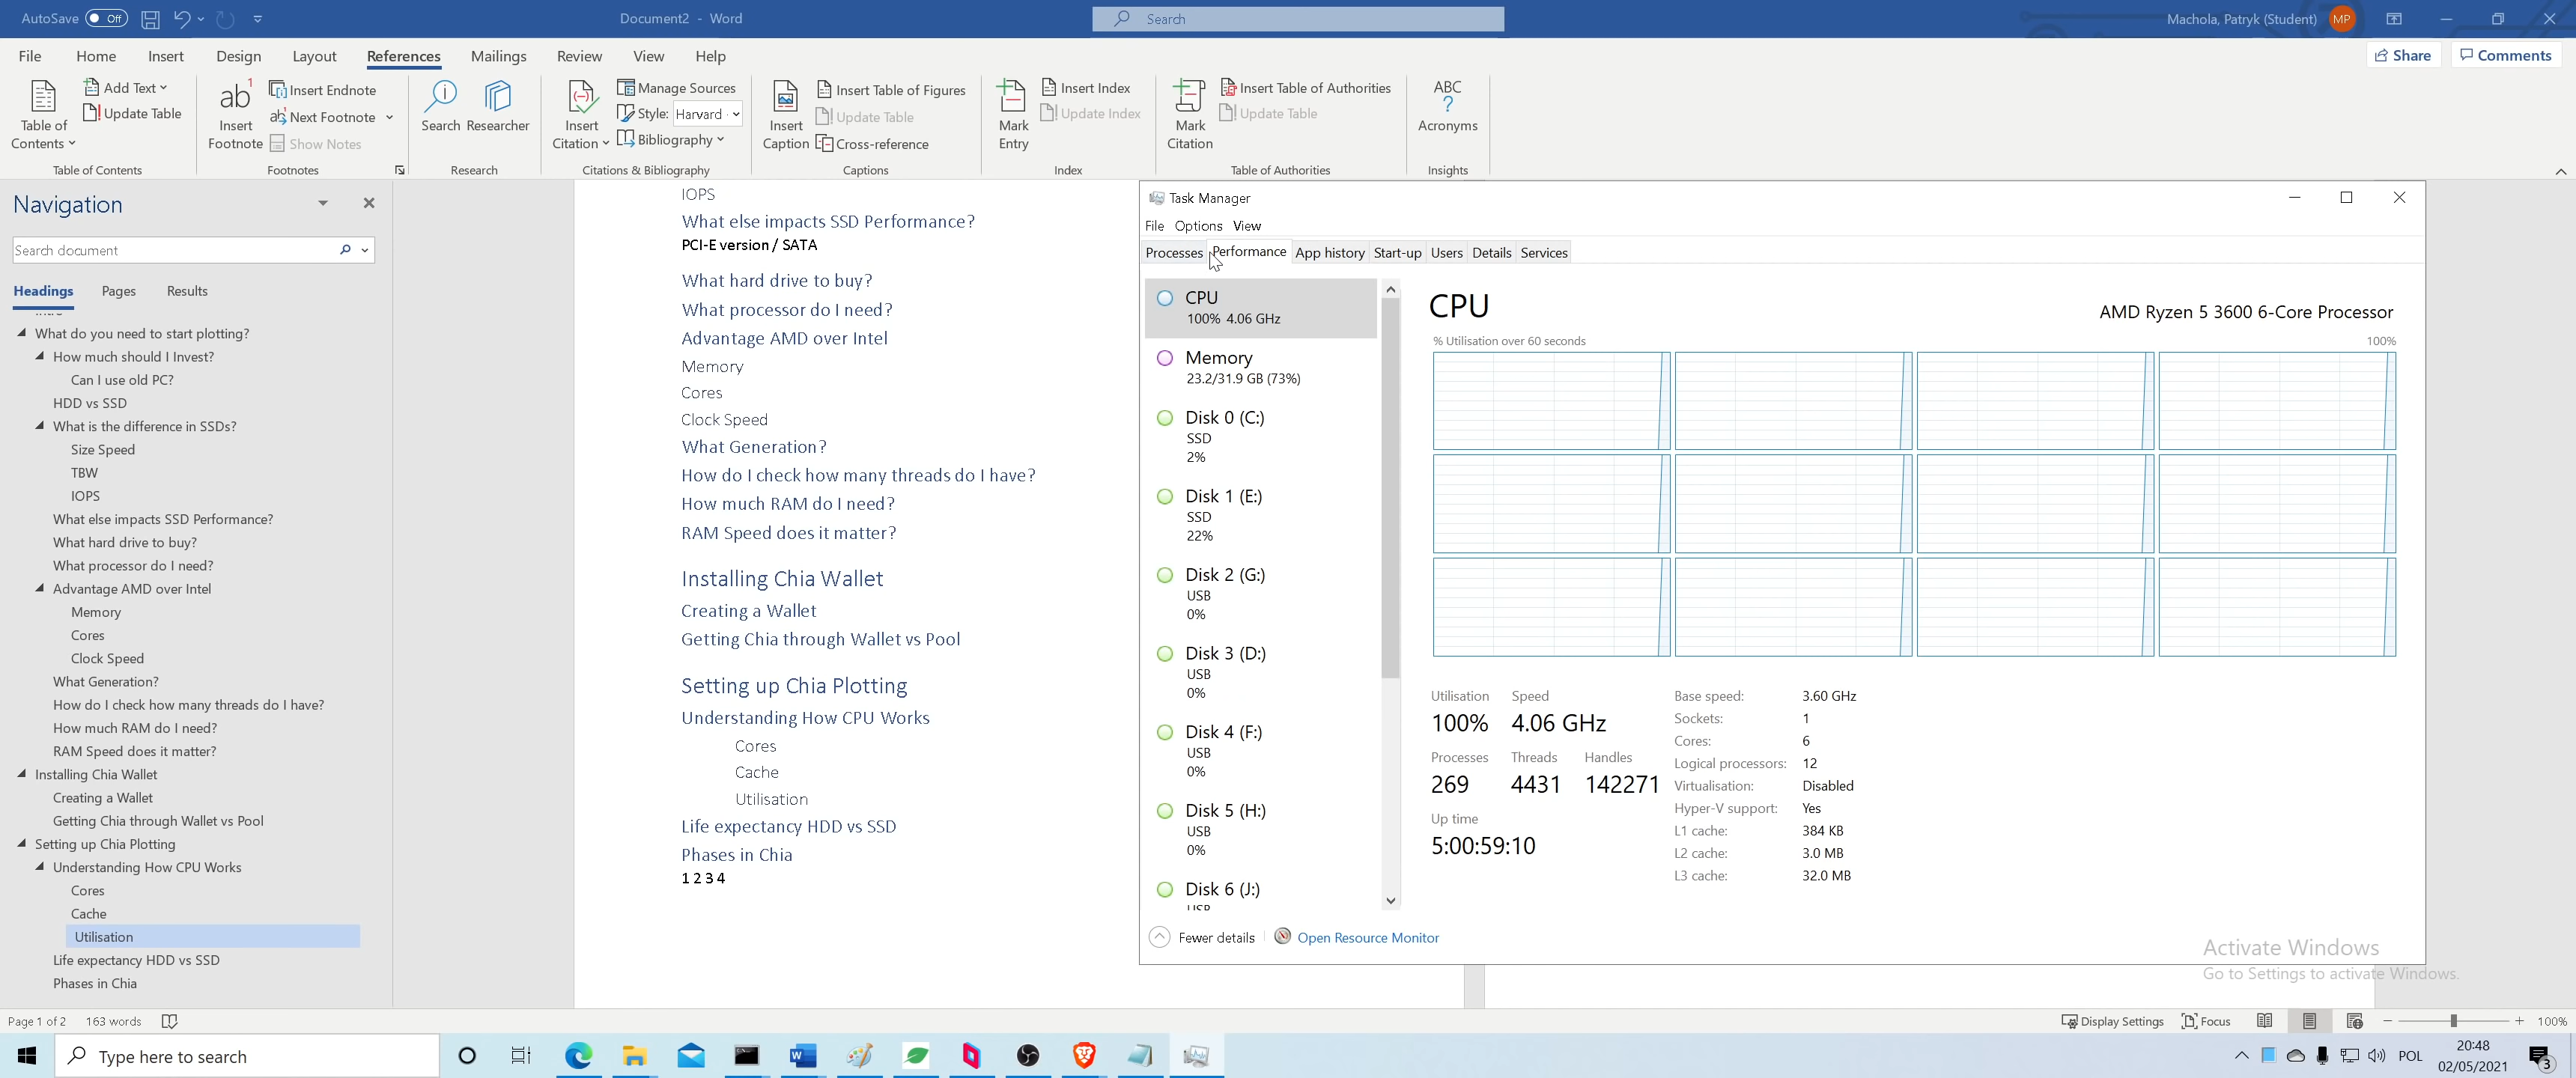 AutoSave Off
Document2 - Word
Search
Machola, Patryk (Student) MP
File Home Insert Design Layout References Mailings Review View Help
Share Comments
Table of Contents
Add Text
Update Table
Table of Contents
ab1
Insert Footnote
Insert Endnote
Next Footnote
Show Notes
Footnotes
Search
Researcher
Research
Insert Citation
Manage Sources
Style: Harvard
Bibliography
Citations & Bibliography
Insert Caption
Insert Table of Figures
Update Table
Cross-reference
Captions
Mark Entry
Insert Index
Update Index
Index
Mark Citation
Insert Table of Authorities
Update Table
Table of Authorities
ABC
?
Acronyms
Insights
Navigation
Search document
Headings Pages Results
What do you need to start plotting?
How much should I Invest?
Can I use old PC?
HDD vs SSD
What is the difference in SSDs?
Size Speed
TBW
IOPS
What else impacts SSD Performance?
What hard drive to buy?
What processor do I need?
Advantage AMD over Intel
Memory
Cores
Clock Speed
What Generation?
How do I check how many threads do I have?
How much RAM do I need?
RAM Speed does it matter?
Installing Chia Wallet
Creating a Wallet
Getting Chia through Wallet vs Pool
Setting up Chia Plotting
Understanding How CPU Works
Cores
Cache
Utilisation
Life expectancy HDD vs SSD
Phases in Chia
IOPS
What else impacts SSD Performance?
PCI-E version / SATA
What hard drive to buy?
What processor do I need?
Advantage AMD over Intel
Memory
Cores
Clock Speed
What Generation?
How do I check how many threads do I have?
How much RAM do I need?
RAM Speed does it matter?
Installing Chia Wallet
Creating a Wallet
Getting Chia through Wallet vs Pool
Setting up Chia Plotting
Understanding How CPU Works
Cores
Cache
Utilisation
Life expectancy HDD vs SSD
Phases in Chia
1 2 3 4
Task Manager
File Options View
Processes Performance App history Start-up Users Details Services
CPU
100% 4.06 GHz
Memory
23.2/31.9 GB (73%)
Disk 0 (C:)
SSD
2%
Disk 1 (E:)
SSD
22%
Disk 2 (G:)
USB
0%
Disk 3 (D:)
USB
0%
Disk 4 (F:)
USB
0%
Disk 5 (H:)
USB
0%
Disk 6 (J:)
USB
CPU
AMD Ryzen 5 3600 6-Core Processor
% Utilisation over 60 seconds
100%
Utilisation Speed
100% 4.06 GHz
Processes Threads Handles
269 4431 142271
Up time
5:00:59:10
Base speed: 3.60 GHz
Sockets: 1
Cores: 6
Logical processors: 12
Virtualisation: Disabled
Hyper-V support: Yes
L1 cache: 384 KB
L2 cache: 3.0 MB
L3 cache: 32.0 MB
Fewer details
Open Resource Monitor
Activate Windows
Go to Settings to activate Windows.
Page 1 of 2 163 words
Display Settings Focus 100%
Type here to search
POL
20:48
02/05/2021
3